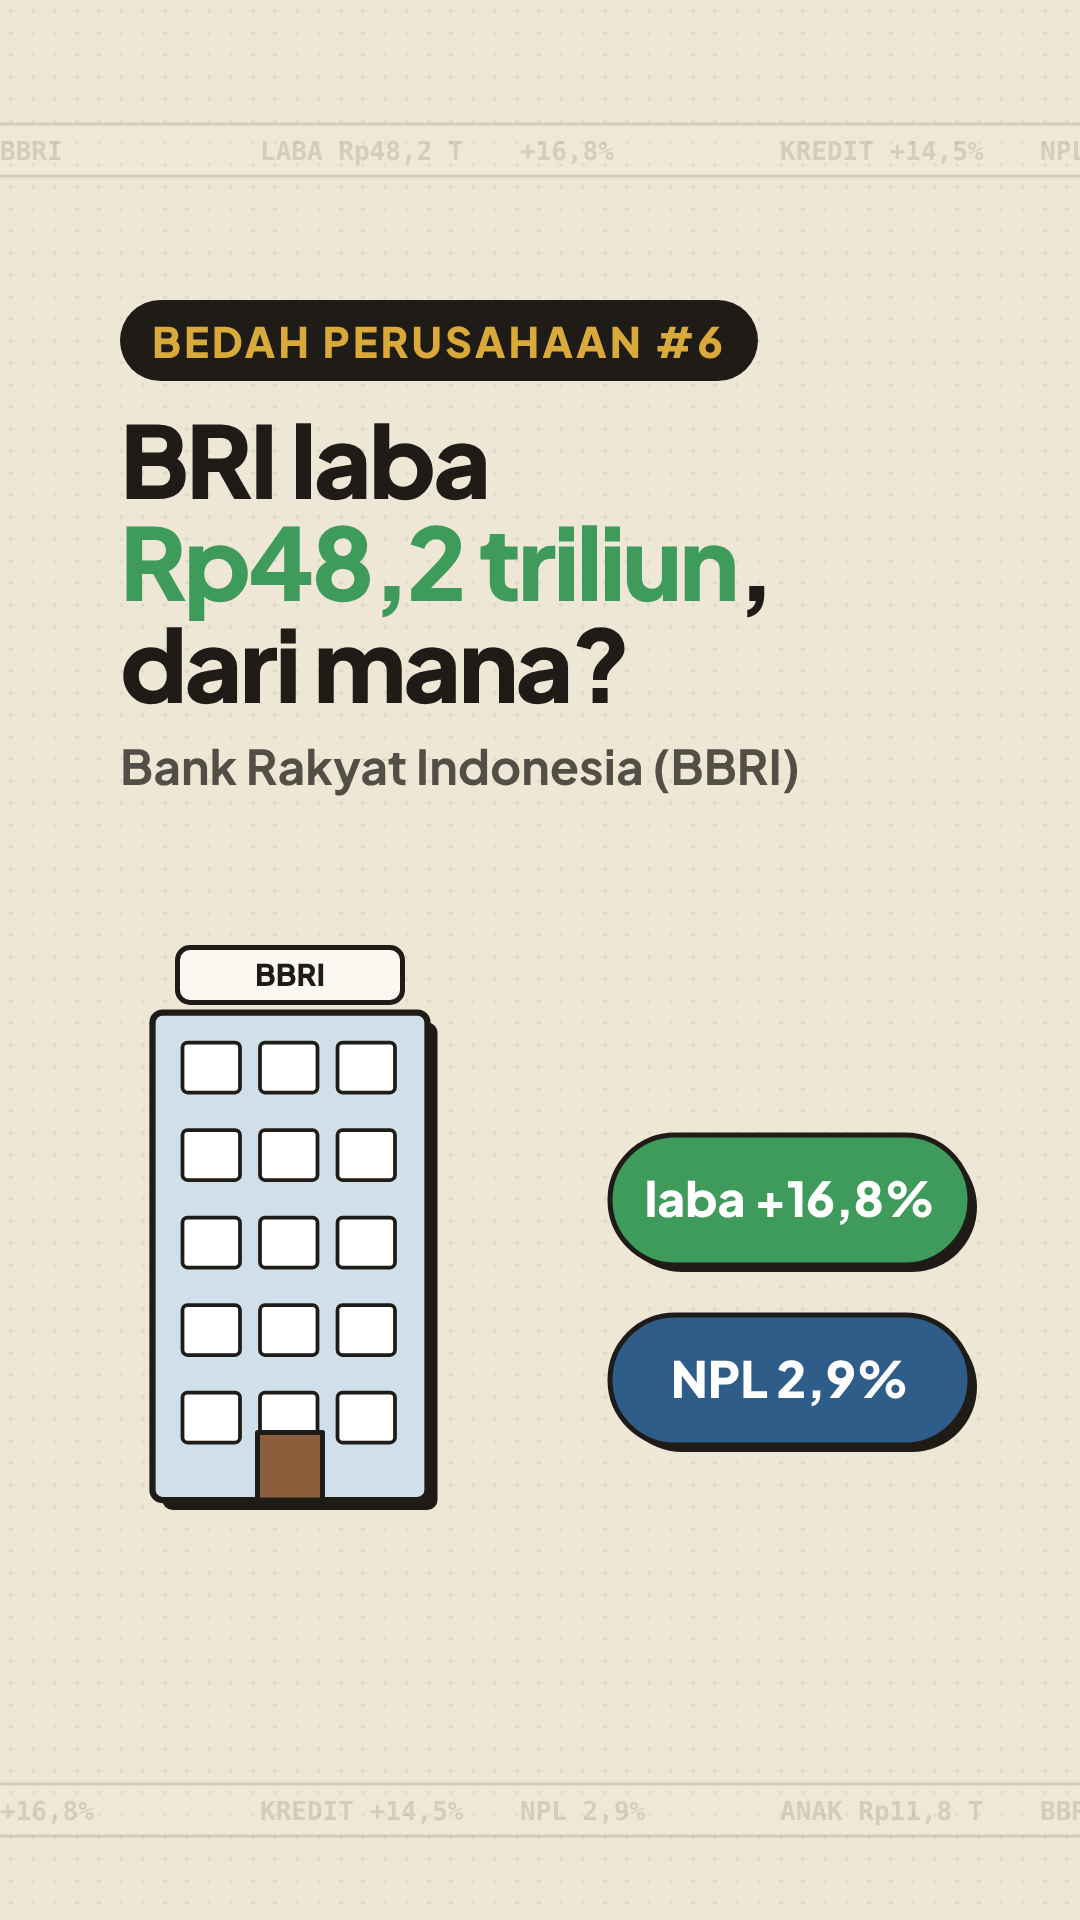 BBRI LABA Rp48,2 T +16,8% KREDIT +14,5% NPL
BEDAH PERUSAHAAN #6
BRI laba
Rp48,2 triliun,
dari mana?
Bank Rakyat Indonesia (BBRI)
BBRI
laba +16,8%
NPL 2,9%
+16,8% KREDIT +14,5% NPL 2,9% ANAK Rp11,8 T